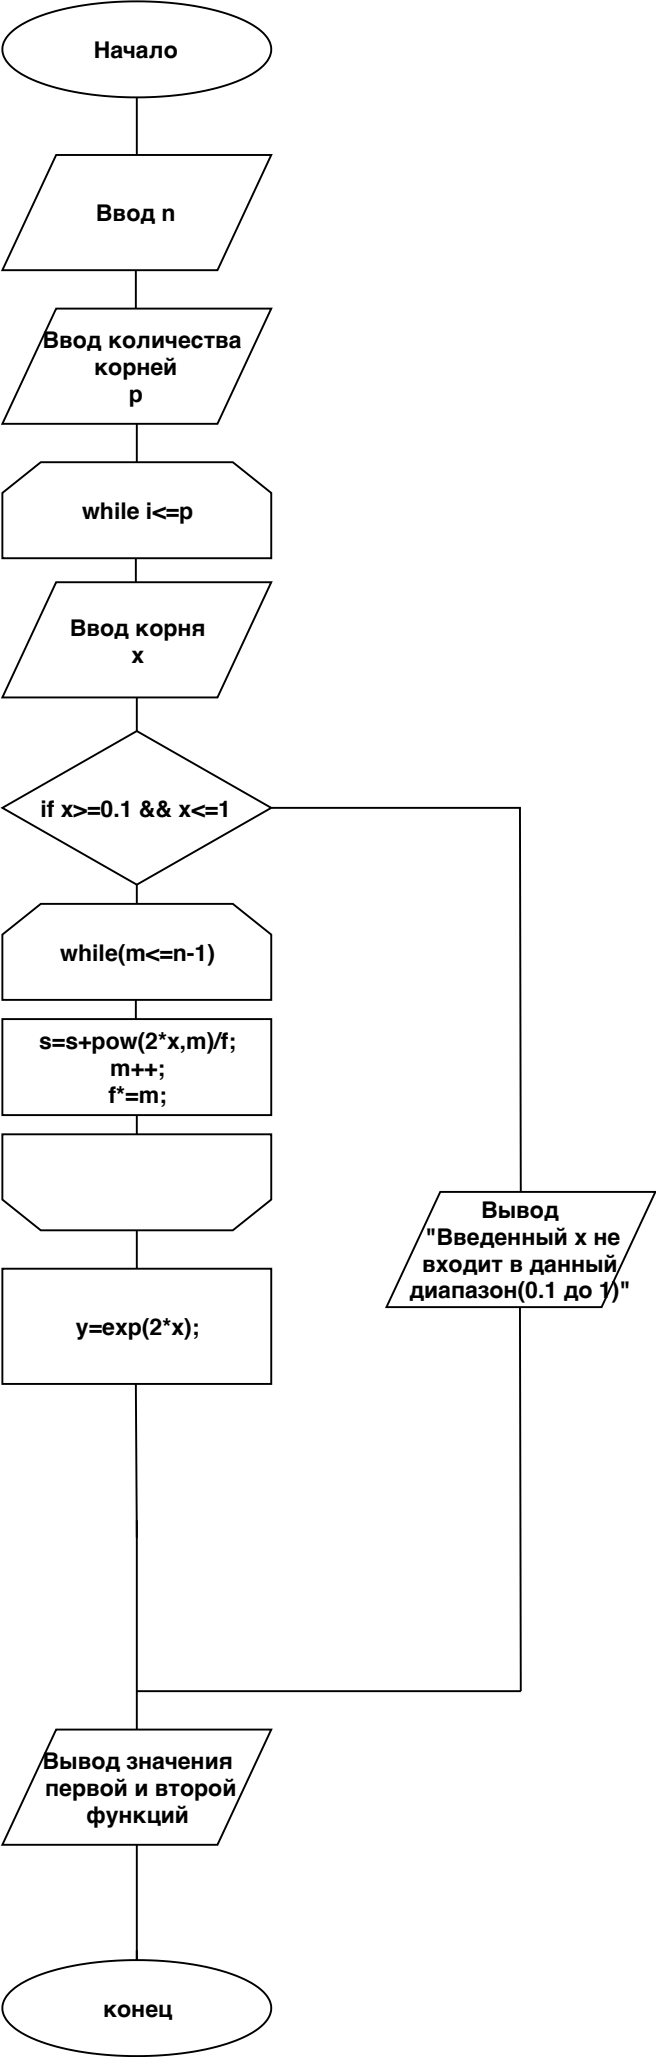 Начало
Ввод n
Ввод количества
корней
p
while i<=p
Ввод корня
x
if x>=0.1 && x<=1
while(m<=n-1)
s=s+pow(2*x,m)/f;
m++;
f*=m;
Вывод
"Введенный x не
входит в данный
диапазон(0.1 до 1)"
y=exp(2*x);
Вывод значения
первой и второй
функций
конец